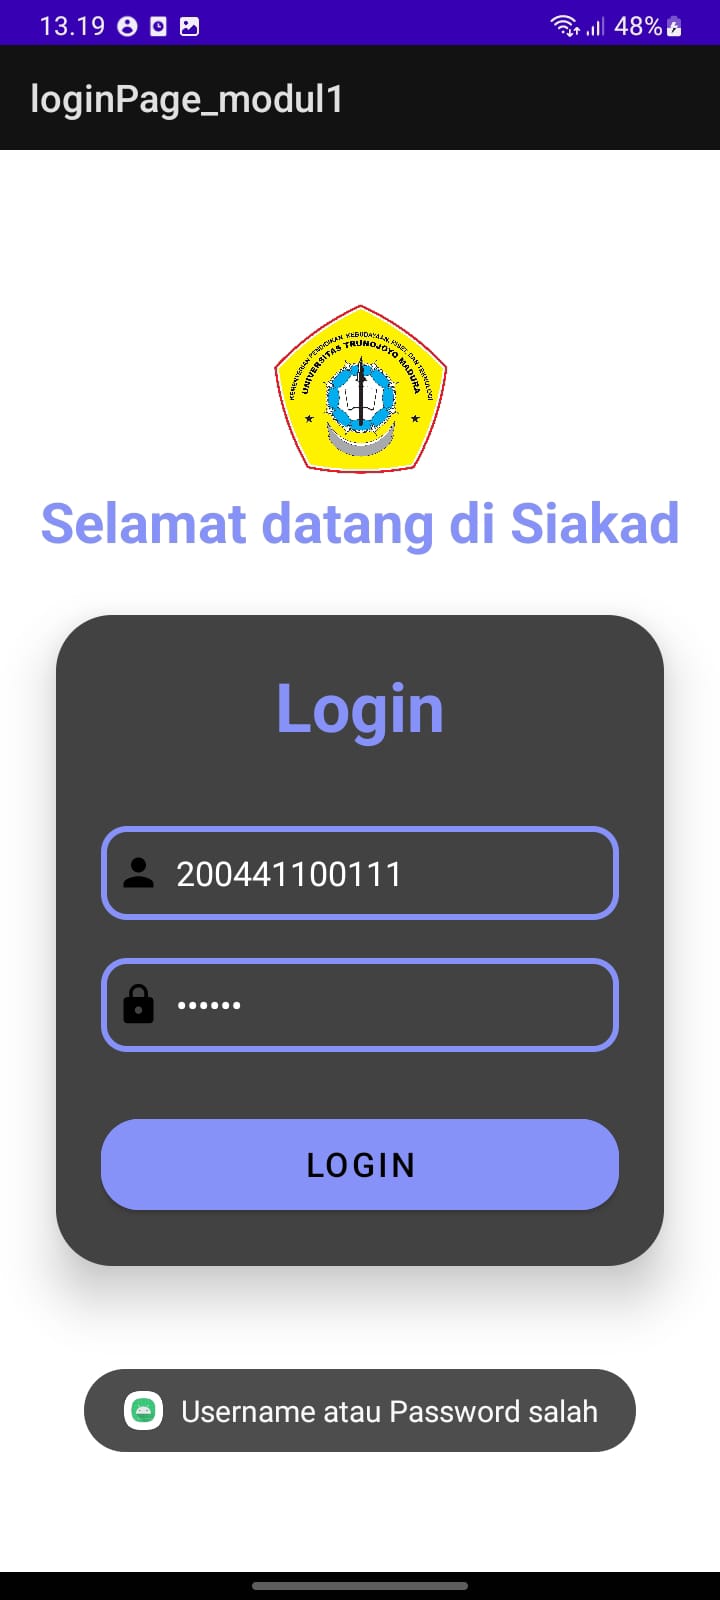 13.19
48%
loginPage_modul1
KEMENTERIAN PENDIDIKAN, KEBUDAYAAN, RISET, DAN TEKNOLOGI
UNIVERSITAS TRUNOJOYO MADURA
Selamat datang di Siakad
Login
200441100111
••••••
LOGIN
Username atau Password salah